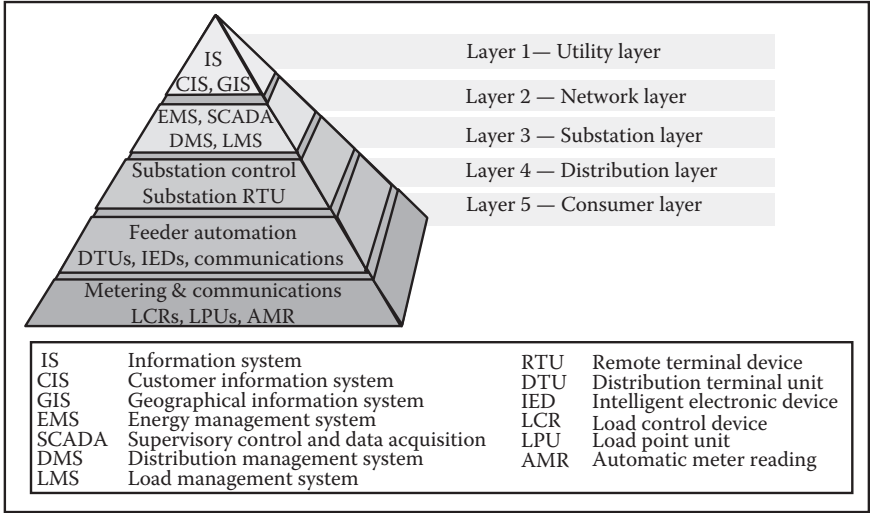 IS
CIS, GIS
EMS, SCADA
DMS, LMS
Substation control
Substation RTU
Feeder automation
DTUs, IEDs, communications
Metering & communications
LCRs, LPUs, AMR
Layer 1— Utility layer
Layer 2 — Network layer
Layer 3 — Substation layer
Layer 4 — Distribution layer
Layer 5 — Consumer layer
IS Information system
CIS Customer information system
GIS Geographical information system
EMS Energy management system
SCADA Supervisory control and data acquisition
DMS Distribution management system
LMS Load management system
RTU Remote terminal device
DTU Distribution terminal unit
IED Intelligent electronic device
LCR Load control device
LPU Load point unit
AMR Automatic meter reading